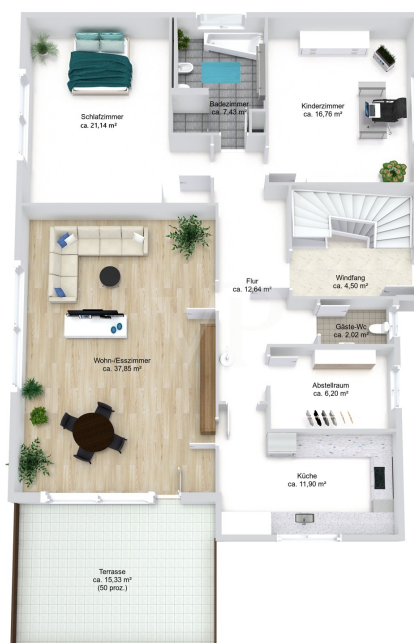 Schlafzimmer
ca. 21,14 m²
Badezimmer
ca. 7,43 m²
Kinderzimmer
ca. 16,76 m²
Flur
ca. 12,64 m²
Windfang
ca. 4,50 m²
Gäste-Wc
ca. 2,02 m²
Wohn-/Esszimmer
ca. 37,85 m²
Abstellraum
ca. 6,20 m²
Küche
ca. 11,90 m²
Terrasse
ca. 15,33 m²
(50 proz.)